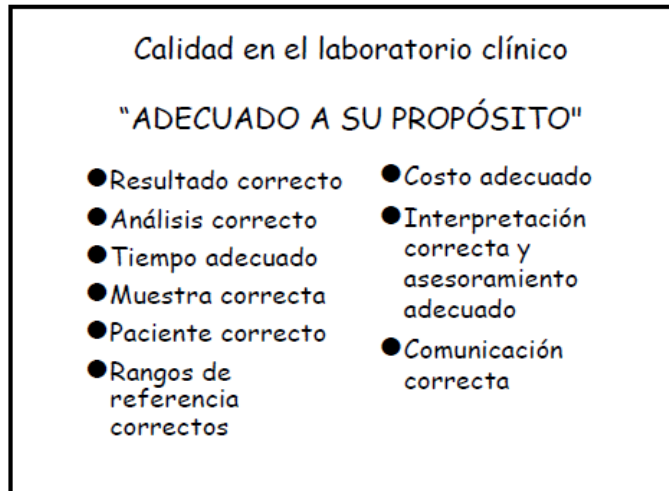 Calidad en el laboratorio clínico
“ADECUADO A SU PROPÓSITO"
●Resultado correcto
●Análisis correcto
●Tiempo adecuado
●Muestra correcta
●Paciente correcto
●Rangos de
referencia
correctos
●Costo adecuado
●Interpretación
correcta y
asesoramiento
adecuado
●Comunicación
correcta